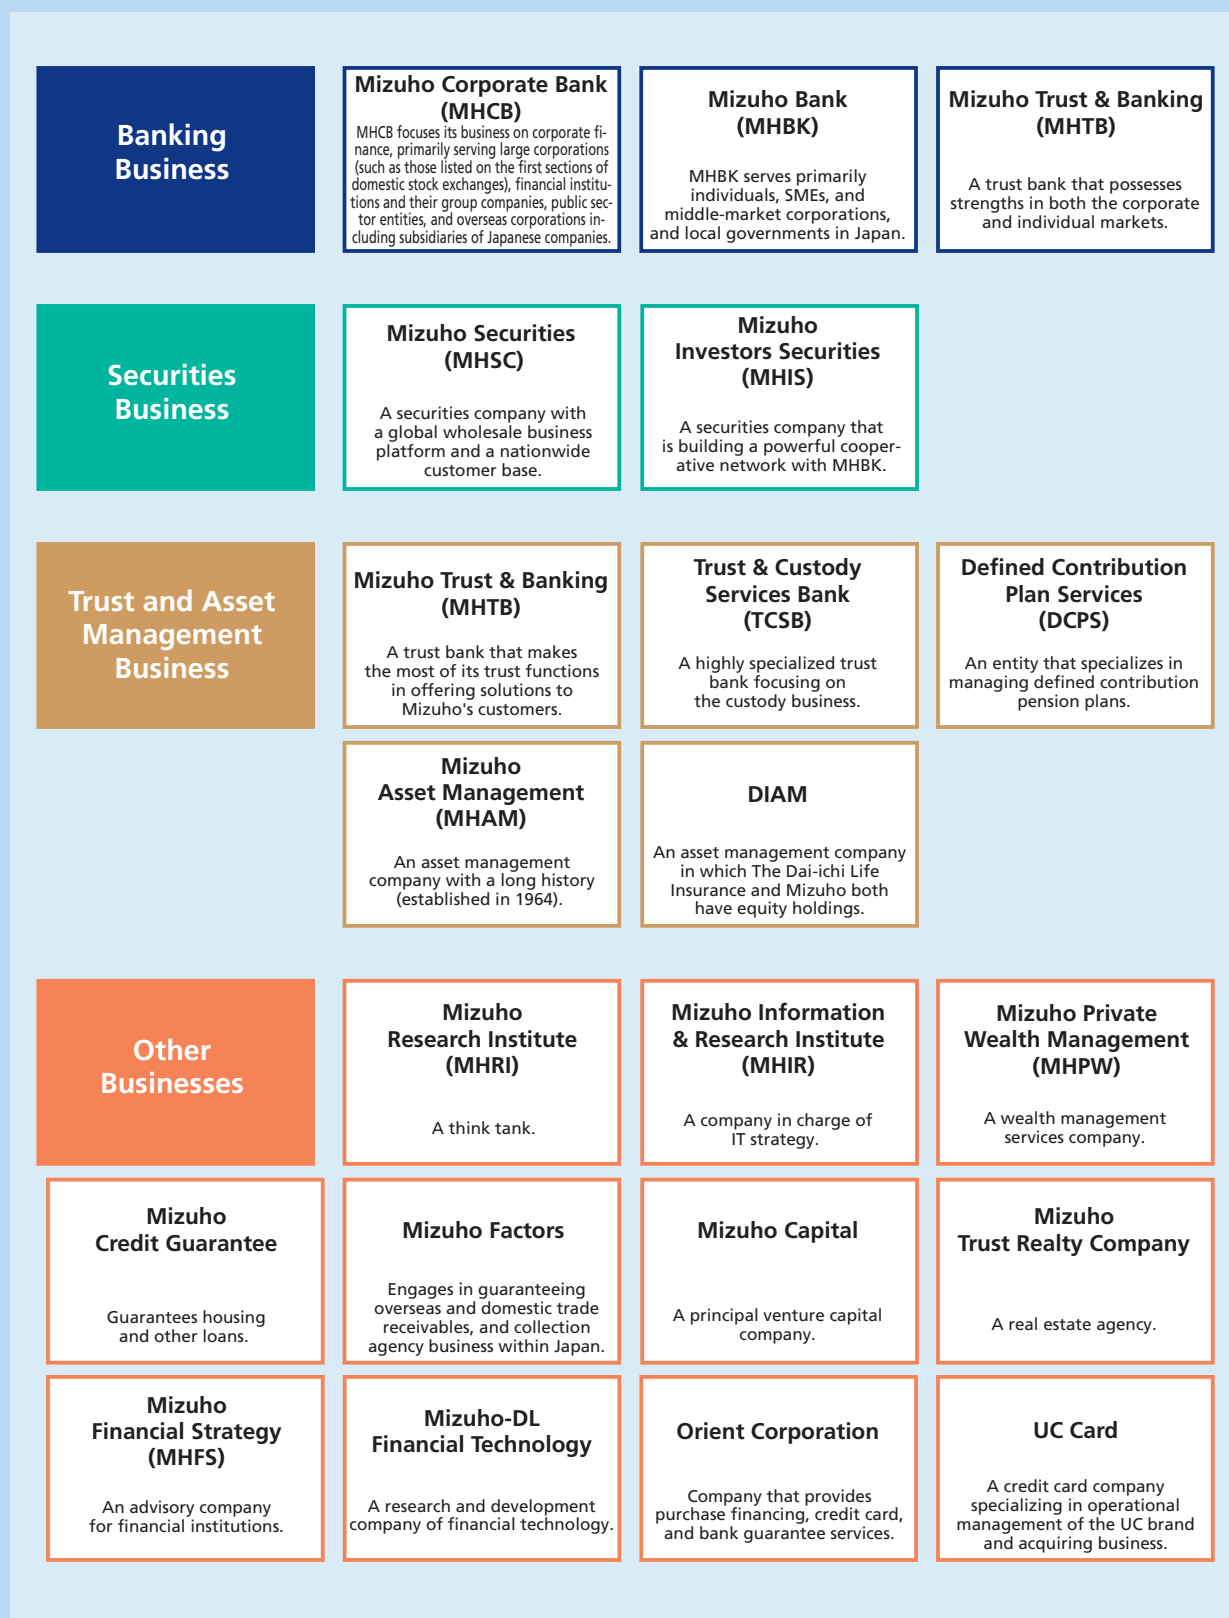 Banking
Business
Mizuho Corporate Bank
(MHCB)
MHCB focuses its business on corporate fi-
nance, primarily serving large corporations
(such as those listed on the first sections of
domestic stock exchanges), financial institu-
tions and their group companies, public sec-
tor entities, and overseas corporations in-
cluding subsidiaries of Japanese companies.
Mizuho Bank
(MHBK)
MHBK serves primarily
individuals, SMEs, and
middle-market corporations,
and local governments in Japan.
Mizuho Trust & Banking
(MHTB)
A trust bank that possesses
strengths in both the corporate
and individual markets.
Securities
Business
Mizuho Securities
(MHSC)
A securities company with
a global wholesale business
platform and a nationwide
customer base.
Mizuho
Investors Securities
(MHIS)
A securities company that
is building a powerful cooper-
ative network with MHBK.
Trust and Asset
Management
Business
Mizuho Trust & Banking
(MHTB)
A trust bank that makes
the most of its trust functions
in offering solutions to
Mizuho's customers.
Trust & Custody
Services Bank
(TCSB)
A highly specialized trust
bank focusing on
the custody business.
Defined Contribution
Plan Services
(DCPS)
An entity that specializes in
managing defined contribution
pension plans.
Mizuho
Asset Management
(MHAM)
An asset management
company with a long history
(established in 1964).
DIAM
An asset management company
in which The Dai-ichi Life
Insurance and Mizuho both
have equity holdings.
Other
Businesses
Mizuho
Research Institute
(MHRI)
A think tank.
Mizuho Information
& Research Institute
(MHIR)
A company in charge of
IT strategy.
Mizuho Private
Wealth Management
(MHPW)
A wealth management
services company.
Mizuho
Credit Guarantee
Guarantees housing
and other loans.
Mizuho Factors
Engages in guaranteeing
overseas and domestic trade
receivables, and collection
agency business within Japan.
Mizuho Capital
A principal venture capital
company.
Mizuho
Trust Realty Company
A real estate agency.
Mizuho
Financial Strategy
(MHFS)
An advisory company
for financial institutions.
Mizuho-DL
Financial Technology
A research and development
company of financial technology.
Orient Corporation
Company that provides
purchase financing, credit card,
and bank guarantee services.
UC Card
A credit card company
specializing in operational
management of the UC brand
and acquiring business.